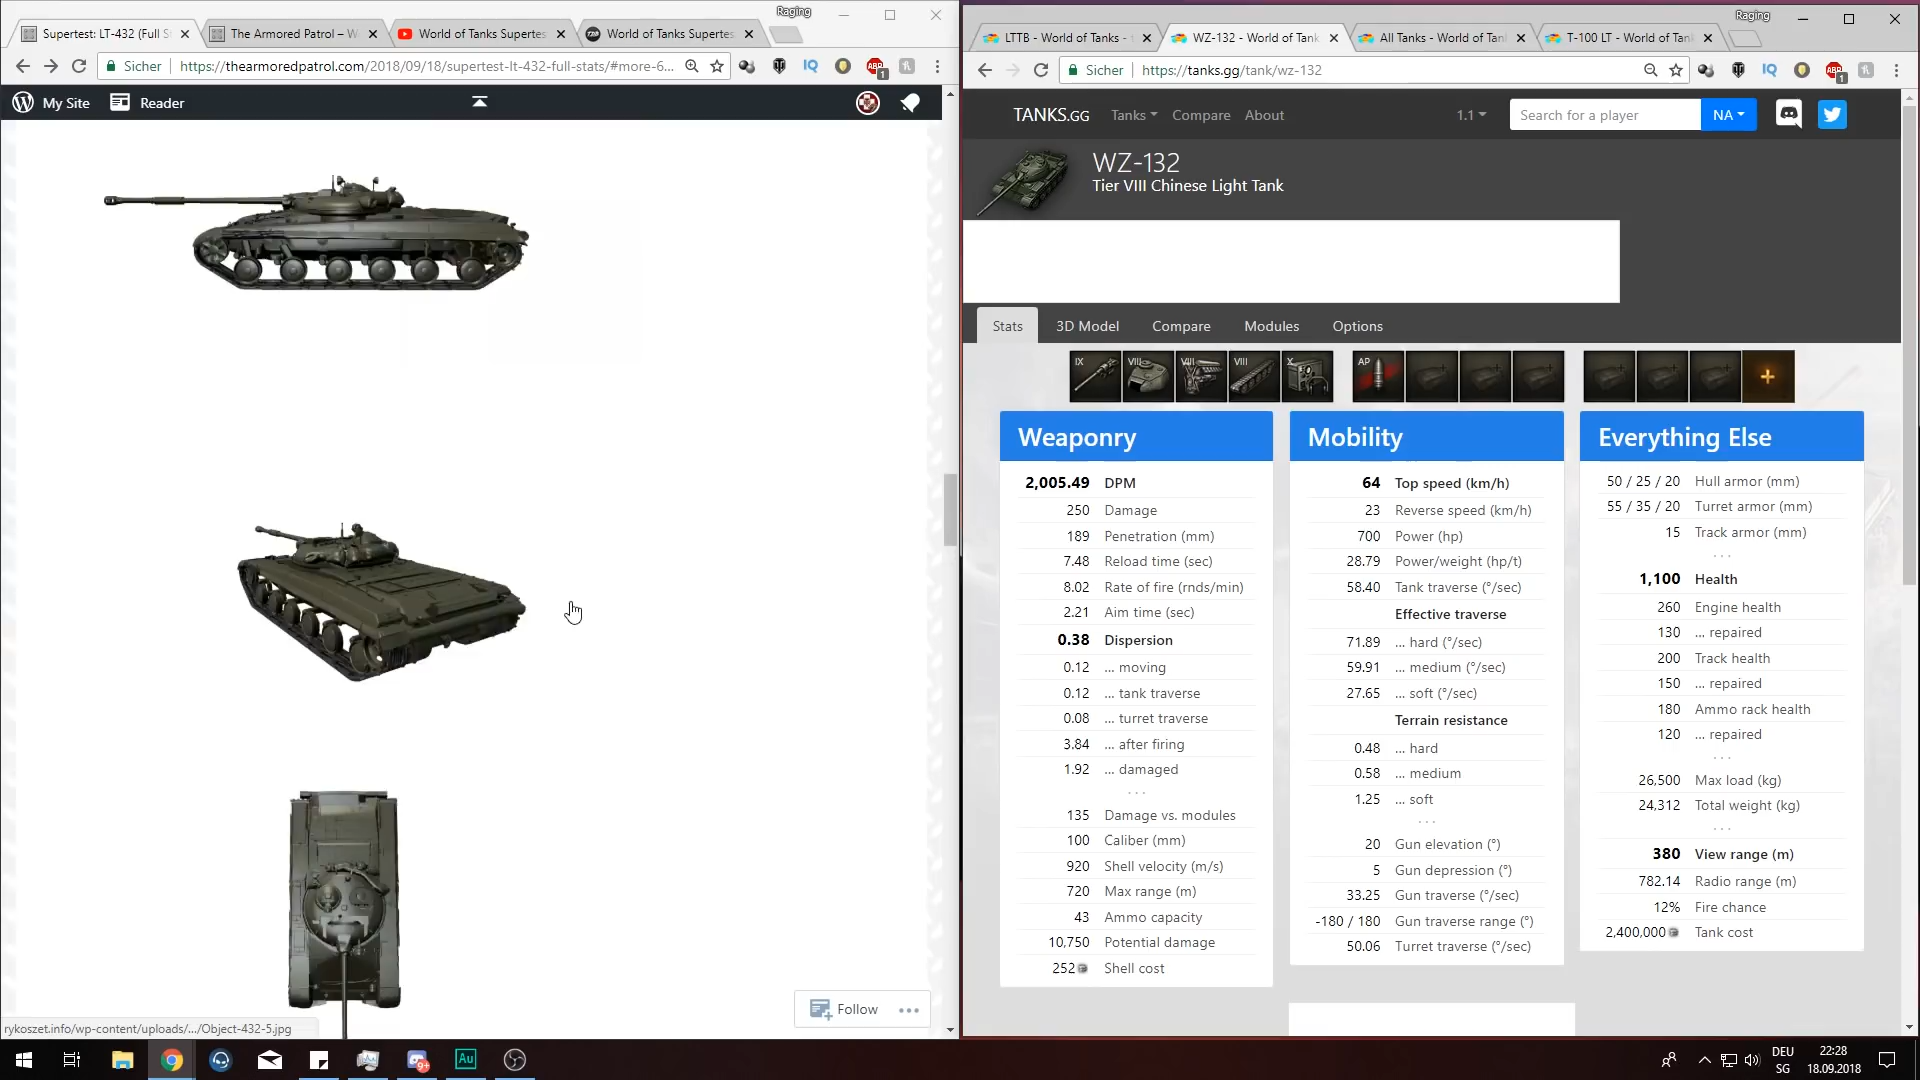 Raging
Supertest: LT-432 (Full S
The Armored Patrol – W
World of Tanks Supertes
World of Tanks Supertes
Sicher
https://thearmoredpatrol.com/2018/09/18/supertest-lt-432-full-stats/#more-6...
My Site
Reader
Follow
rykoszet.info/wp-content/uploads/.../Object-432-5.jpg
Raging
LTTB - World of Tanks -
WZ-132 - World of Tank
All Tanks - World of Tan
T-100 LT - World of Tan
Sicher
https://tanks.gg/tank/wz-132
TANKS.GG
Tanks
Compare
About
1.1
Search for a player
NA
WZ-132
Tier VIII Chinese Light Tank
Stats
3D Model
Compare
Modules
Options
IX
VIII
VIII
VIII
X
AP
Weaponry
2,005.49 DPM
250 Damage
189 Penetration (mm)
7.48 Reload time (sec)
8.02 Rate of fire (rnds/min)
2.21 Aim time (sec)
0.38 Dispersion
0.12 ... moving
0.12 ... tank traverse
0.08 ... turret traverse
3.84 ... after firing
1.92 ... damaged
...
135 Damage vs. modules
100 Caliber (mm)
920 Shell velocity (m/s)
720 Max range (m)
43 Ammo capacity
10,750 Potential damage
252 Shell cost
Mobility
64 Top speed (km/h)
23 Reverse speed (km/h)
700 Power (hp)
28.79 Power/weight (hp/t)
58.40 Tank traverse (°/sec)
Effective traverse
71.89 ... hard (°/sec)
59.91 ... medium (°/sec)
27.65 ... soft (°/sec)
Terrain resistance
0.48 ... hard
0.58 ... medium
1.25 ... soft
...
20 Gun elevation (°)
5 Gun depression (°)
33.25 Gun traverse (°/sec)
-180 / 180 Gun traverse range (°)
50.06 Turret traverse (°/sec)
Everything Else
50 / 25 / 20 Hull armor (mm)
55 / 35 / 20 Turret armor (mm)
15 Track armor (mm)
...
1,100 Health
260 Engine health
130 ... repaired
200 Track health
150 ... repaired
180 Ammo rack health
120 ... repaired
...
26,500 Max load (kg)
24,312 Total weight (kg)
...
380 View range (m)
782.14 Radio range (m)
12% Fire chance
2,400,000 Tank cost
Au
DEU
SG
22:28
18.09.2018